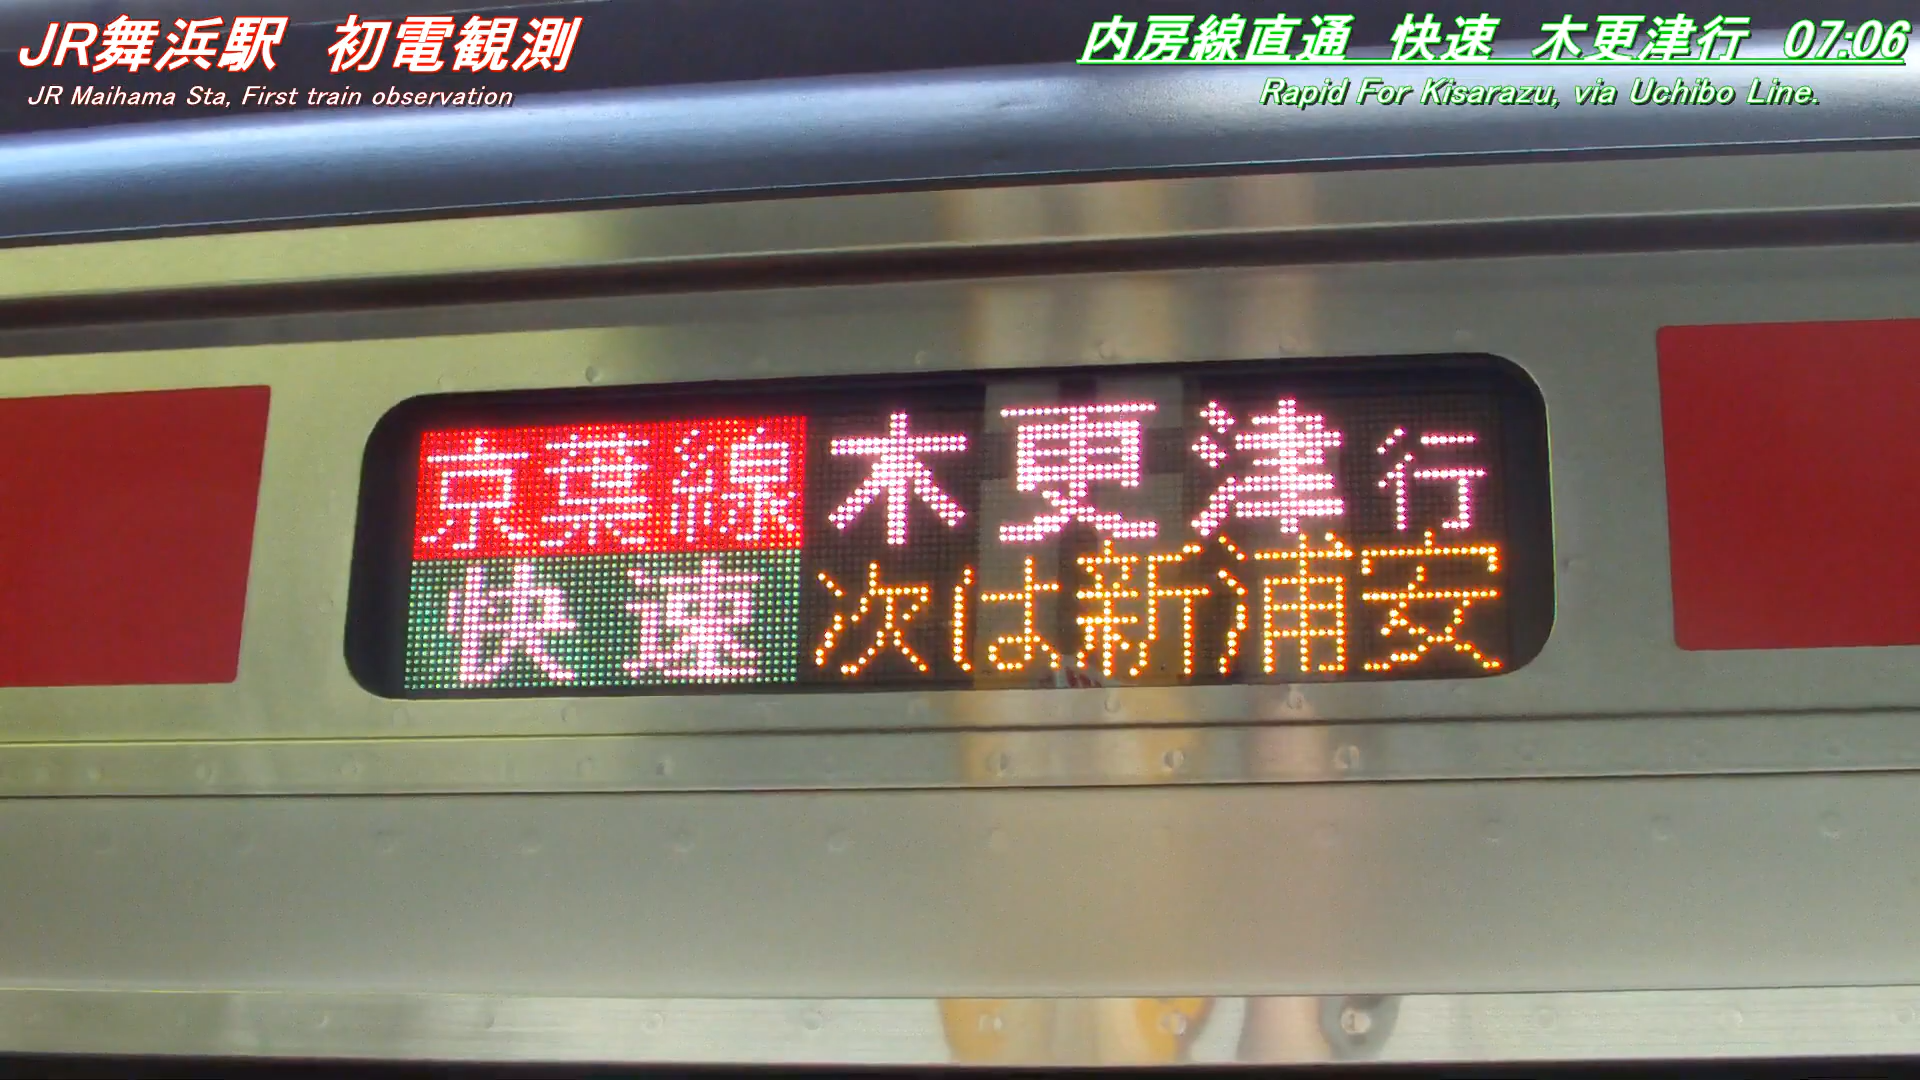 JR舞浜駅　初電観測
JR Maihama Sta, First train observation
内房線直通　快速　木更津行　07:06
Rapid For Kisarazu, via Uchibo Line.
京葉線 木更津行
快速 次は新浦安